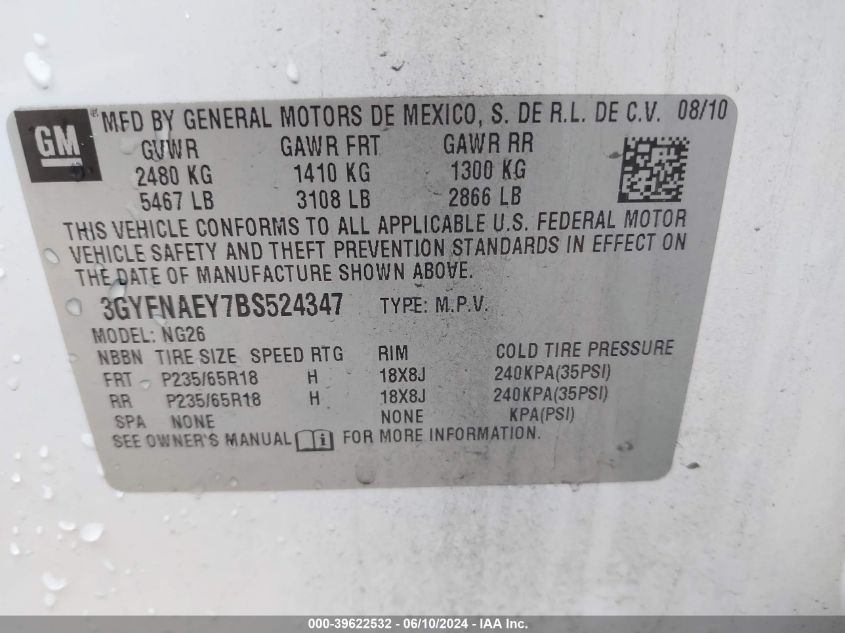 GM ® MFD BY GENERAL MOTORS DE MEXICO, S. DE R.L. DE C.V. 08/10
GVWR GAWR FRT GAWR RR
2480 KG 1410 KG 1300 KG
5467 LB 3108 LB 2866 LB
THIS VEHICLE CONFORMS TO ALL APPLICABLE U.S. FEDERAL MOTOR
VEHICLE SAFETY AND THEFT PREVENTION STANDARDS IN EFFECT ON
THE DATE OF MANUFACTURE SHOWN ABOVE.
3GYFNAEY7BS524347 TYPE: M.P.V.
MODEL: NG26
NBBN TIRE SIZE SPEED RTG RIM COLD TIRE PRESSURE
FRT P235/65R18 H 18X8J 240KPA(35PSI)
RR P235/65R18 H 18X8J 240KPA(35PSI)
SPA NONE NONE KPA(PSI)
SEE OWNER'S MANUAL i FOR MORE INFORMATION.
000-39622532 - 06/10/2024 - IAA Inc.